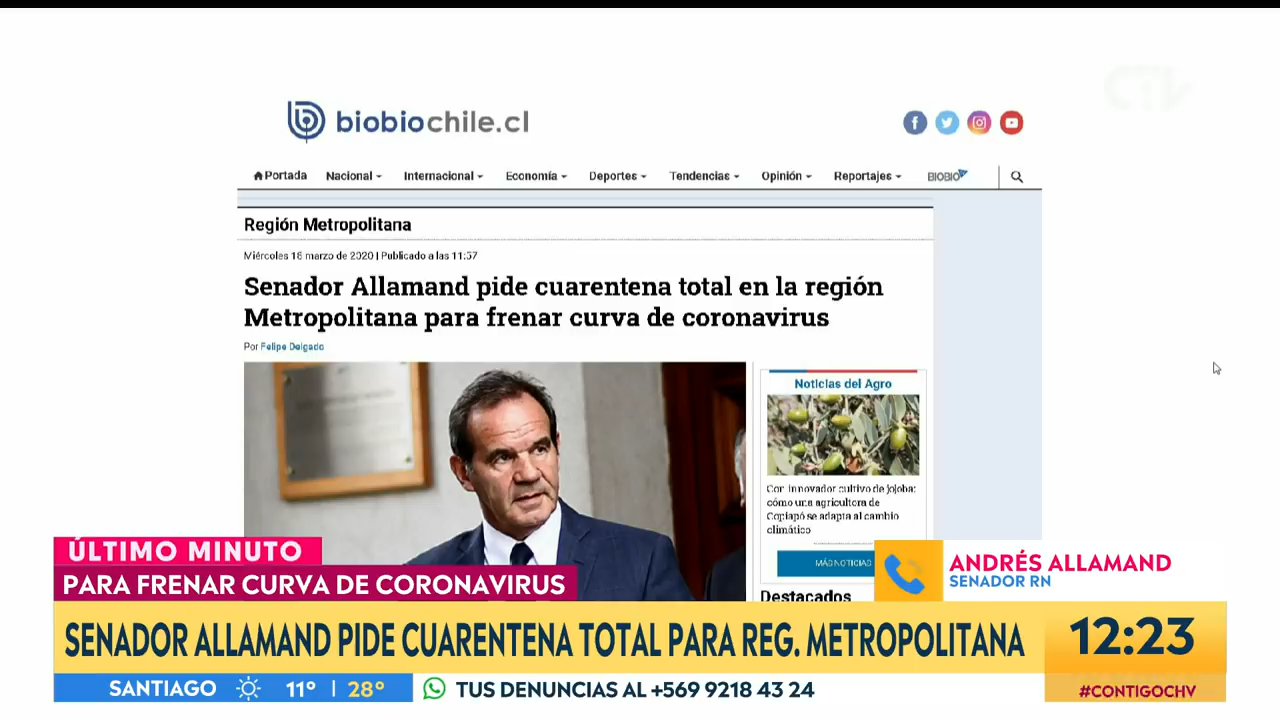 CTV
biobiochile.cl
Portada Nacional Internacional Economía Deportes Tendencias Opinión Reportajes BIOBIO
Región Metropolitana
Miércoles 18 marzo de 2020 | Publicado a las 11:57
Senador Allamand pide cuarentena total en la región
Metropolitana para frenar curva de coronavirus
Por Felipe Delgado
Noticias del Agro
Con innovador cultivo de jojoba:
cómo una agricultora de
Copiapó se adapta al cambio
climático
MÁS NOTICIAS
Destacados
ÚLTIMO MINUTO
PARA FRENAR CURVA DE CORONAVIRUS
ANDRÉS ALLAMAND
SENADOR RN
SENADOR ALLAMAND PIDE CUARENTENA TOTAL PARA REG. METROPOLITANA
12:23
SANTIAGO 11° | 28° TUS DENUNCIAS AL +569 9218 43 24
#CONTIGOCHV